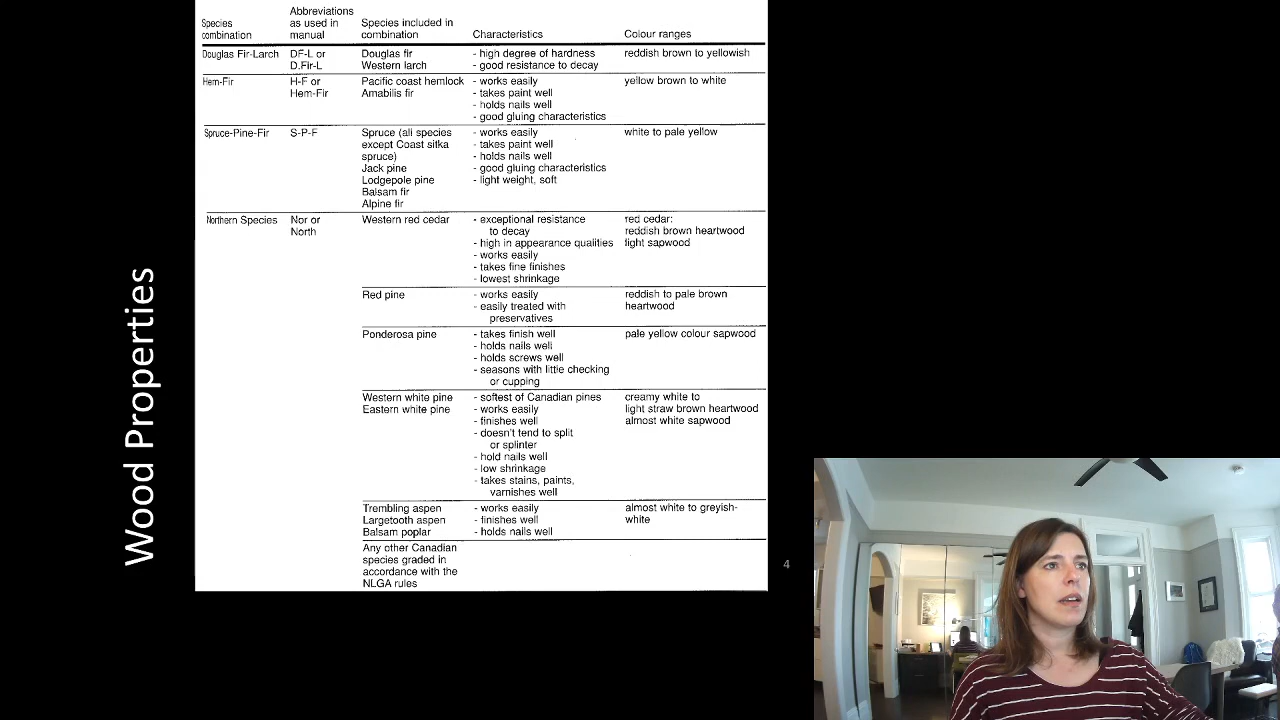 Wood Properties
Species combination
Abbreviations as used in manual
Species included in combination
Characteristics
Colour ranges
Douglas Fir-Larch
DF-L or D.Fir-L
Douglas fir
Western larch
- high degree of hardness
- good resistance to decay
reddish brown to yellowish
Hem-Fir
H-F or Hem-Fir
Pacific coast hemlock
Amabilis fir
- works easily
- takes paint well
- holds nails well
- good gluing characteristics
yellow brown to white
Spruce-Pine-Fir
S-P-F
Spruce (all species
except Coast sitka
spruce)
Jack pine
Lodgepole pine
Balsam fir
Alpine fir
- works easily
- takes paint well
- holds nails well
- good gluing characteristics
- light weight, soft
white to pale yellow
Northern Species
Nor or North
Western red cedar
- exceptional resistance
to decay
- high in appearance qualities
- works easily
- takes fine finishes
- lowest shrinkage
red cedar:
reddish brown heartwood
light sapwood
Red pine
- works easily
- easily treated with
preservatives
reddish to pale brown
heartwood
Ponderosa pine
- takes finish well
- holds nails well
- holds screws well
- seasons with little checking
or cupping
pale yellow colour sapwood
Western white pine
Eastern white pine
- softest of Canadian pines
- works easily
- finishes well
- doesn't tend to split
or splinter
- hold nails well
- low shrinkage
- takes stains, paints,
varnishes well
creamy white to
light straw brown heartwood
almost white sapwood
Trembling aspen
Largetooth aspen
Balsam poplar
- works easily
- finishes well
- holds nails well
almost white to greyish-
white
Any other Canadian
species graded in
accordance with the
NLGA rules
4